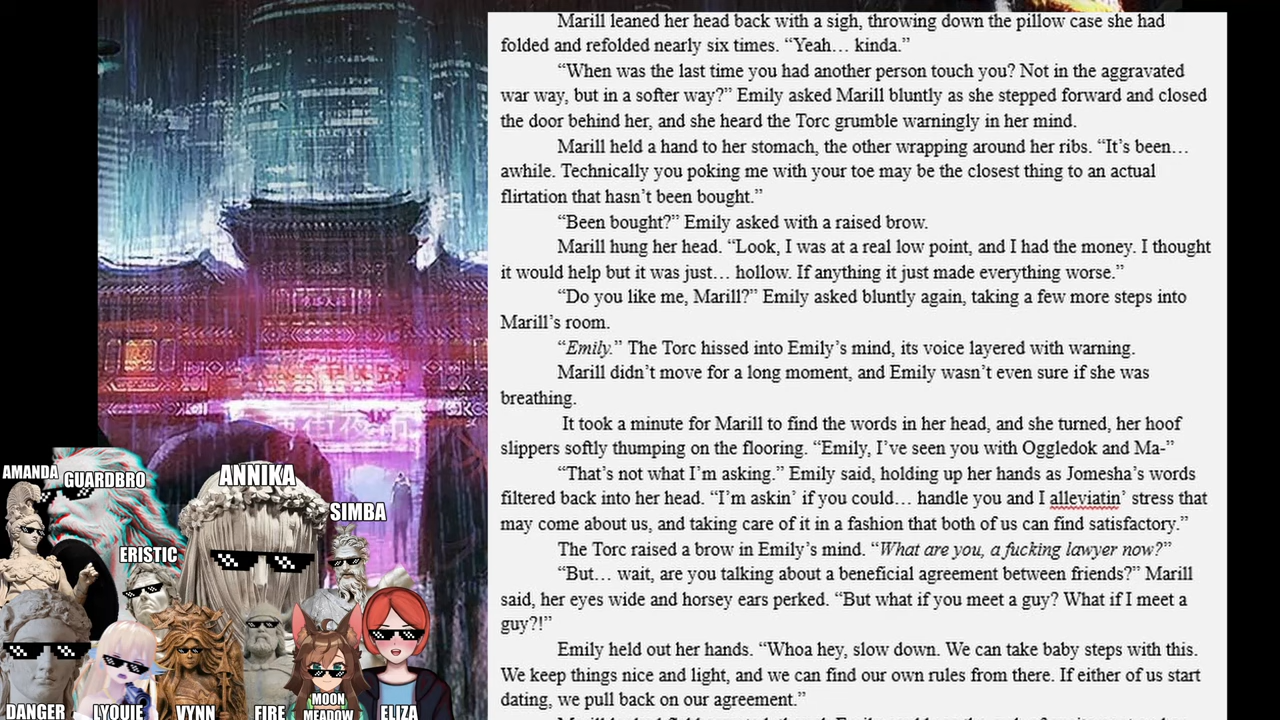 Marill leaned her head back with a sigh, throwing down the pillow case she had
folded and refolded nearly six times. “Yeah… kinda.”
“When was the last time you had another person touch you? Not in the aggravated
war way, but in a softer way?” Emily asked Marill bluntly as she stepped forward and closed
the door behind her, and she heard the Torc grumble warningly in her mind.
Marill held a hand to her stomach, the other wrapping around her ribs. “It’s been…
awhile. Technically you poking me with your toe may be the closest thing to an actual
flirtation that hasn’t been bought.”
“Been bought?” Emily asked with a raised brow.
Marill hung her head. “Look, I was at a real low point, and I had the money. I thought
it would help but it was just… hollow. If anything it just made everything worse.”
“Do you like me, Marill?” Emily asked bluntly again, taking a few more steps into
Marill’s room.
“Emily.” The Torc hissed into Emily’s mind, its voice layered with warning.
Marill didn’t move for a long moment, and Emily wasn’t even sure if she was
breathing.
It took a minute for Marill to find the words in her head, and she turned, her hoof
slippers softly thumping on the flooring. “Emily, I’ve seen you with Oggledok and Ma-”
“That’s not what I’m asking.” Emily said, holding up her hands as Jomesha’s words
filtered back into her head. “I’m askin’ if you could… handle you and I alleviatin’ stress that
may come about us, and taking care of it in a fashion that both of us can find satisfactory.”
The Torc raised a brow in Emily’s mind. “What are you, a fucking lawyer now?”
“But… wait, are you talking about a beneficial agreement between friends?” Marill
said, her eyes wide and horsey ears perked. “But what if you meet a guy? What if I meet a
guy?!”
Emily held out her hands. “Whoa hey, slow down. We can take baby steps with this.
We keep things nice and light, and we can find our own rules from there. If either of us start
dating, we pull back on our agreement.”
AMANDA
GUARDBRO
ANNIKA
SIMBA
ERISTIC
DANGER
LYQUIE
VYNN
FIRE
MOON
MEADOW
ELIZA